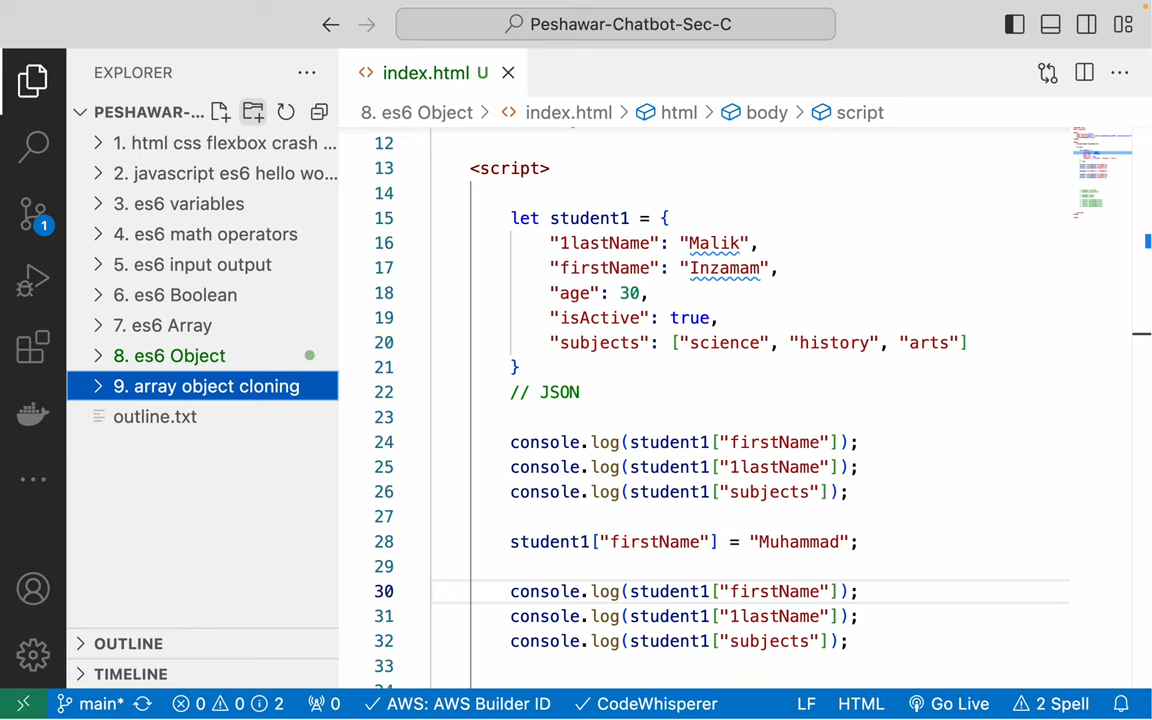 Peshawar-Chatbot-Sec-C
EXPLORER
PESHAWAR-...
1. html css flexbox crash ...
2. javascript es6 hello wo...
3. es6 variables
4. es6 math operators
5. es6 input output
6. es6 Boolean
7. es6 Array
8. es6 Object
9. array object cloning
outline.txt
OUTLINE
TIMELINE
1
index.html U
8. es6 Object > index.html > html > body > script
12
13 <script>
14
15 let student1 = {
16 "1lastName": "Malik",
17 "firstName": "Inzamam",
18 "age": 30,
19 "isActive": true,
20 "subjects": ["science", "history", "arts"]
21 }
22 // JSON
23
24 console.log(student1["firstName"]);
25 console.log(student1["1lastName"]);
26 console.log(student1["subjects"]);
27
28 student1["firstName"] = "Muhammad";
29
30 console.log(student1["firstName"]);
31 console.log(student1["1lastName"]);
32 console.log(student1["subjects"]);
33
main* 0 0 2 0 AWS: AWS Builder ID CodeWhisperer LF HTML Go Live 2 Spell